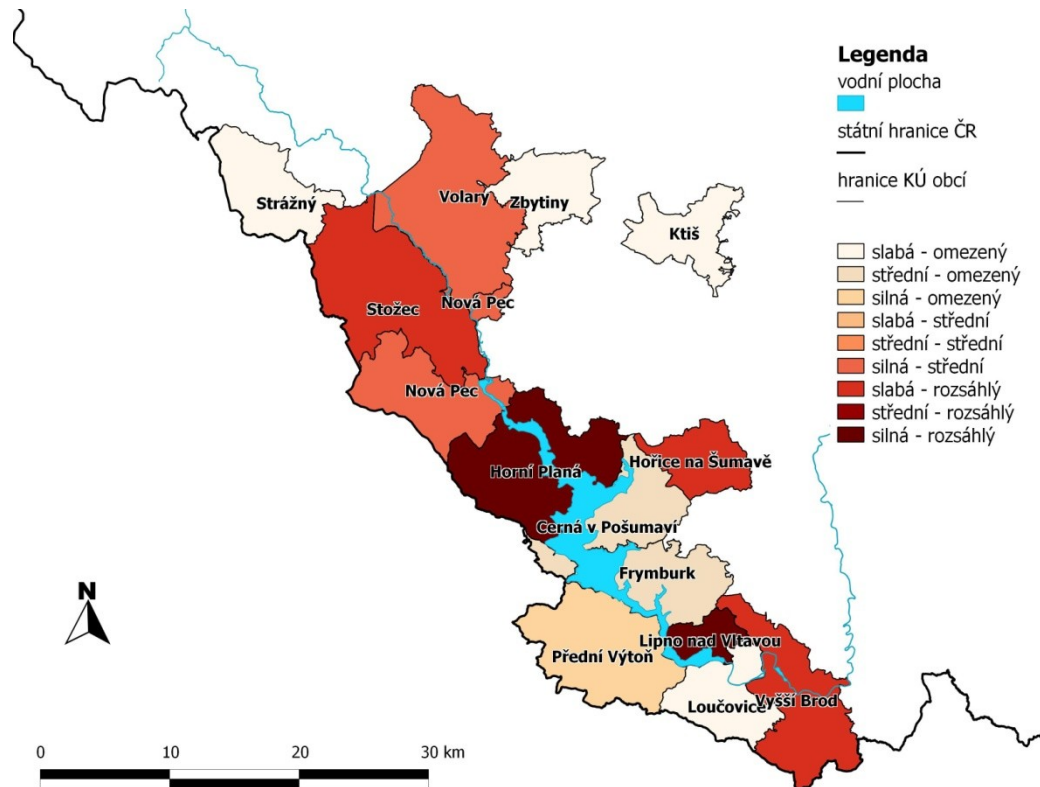 Legenda
vodní plocha
státní hranice ČR
hranice KÚ obcí
slabá - omezený
střední - omezený
silná - omezený
slabá - střední
střední - střední
silná - střední
slabá - rozsáhlý
střední - rozsáhlý
silná - rozsáhlý
Strážný
Volary
Zbytiny
Ktiš
Stožec
Nová Pec
Nová Pec
Horní Planá
Hořice na Šumavě
Černá v Pošumaví
Frymburk
Lipno nad Vltavou
Přední Výtoň
Loučovice
Vyšší Brod
N
0 10 20 30 km